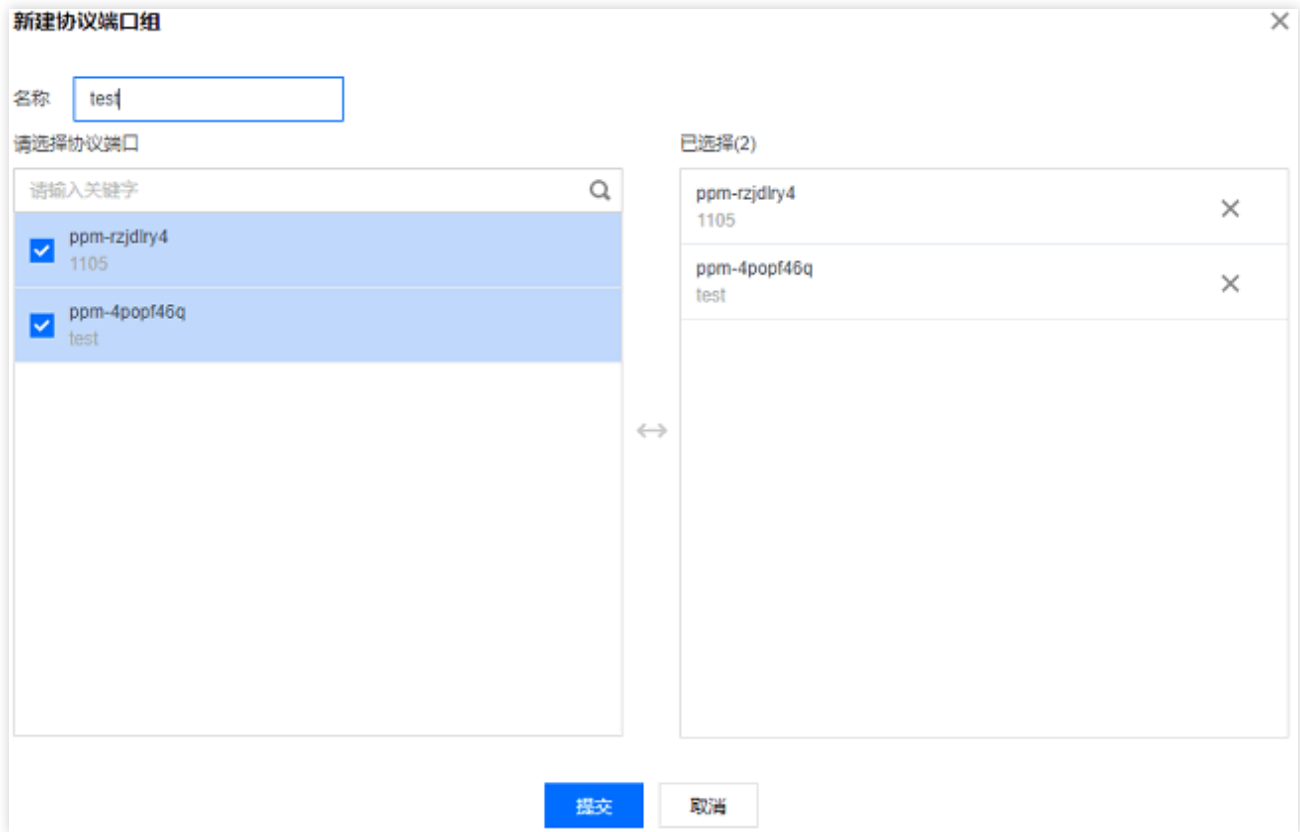 新建协议端口组
名称 test
请选择协议端口
请输入关键字
ppm-rzjdlry4
1105
ppm-4popf46q
test
已选择(2)
ppm-rzjdlry4
1105
ppm-4popf46q
test
提交 取消